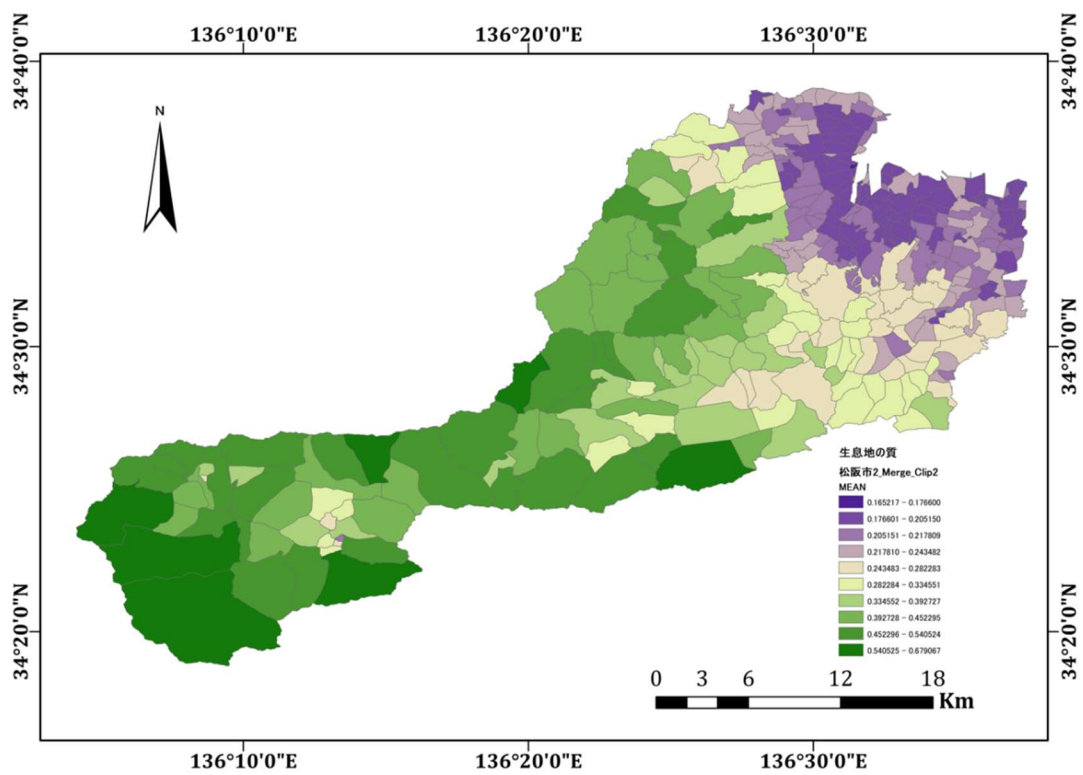 136°10'0"E 136°20'0"E 136°30'0"E
34°40'0"N 34°40'0"N
N
34°30'0"N 34°30'0"N
生息地の質
松阪市2_Merge_Clip2
MEAN
0.165217 - 0.176600
0.176601 - 0.205150
0.205151 - 0.217809
0.217810 - 0.243482
0.243483 - 0.282283
0.282284 - 0.334551
0.334552 - 0.392727
0.392728 - 0.452295
0.452296 - 0.540524
0.540525 - 0.679067
34°20'0"N 34°20'0"N
0 3 6 12 18
Km
136°10'0"E 136°20'0"E 136°30'0"E